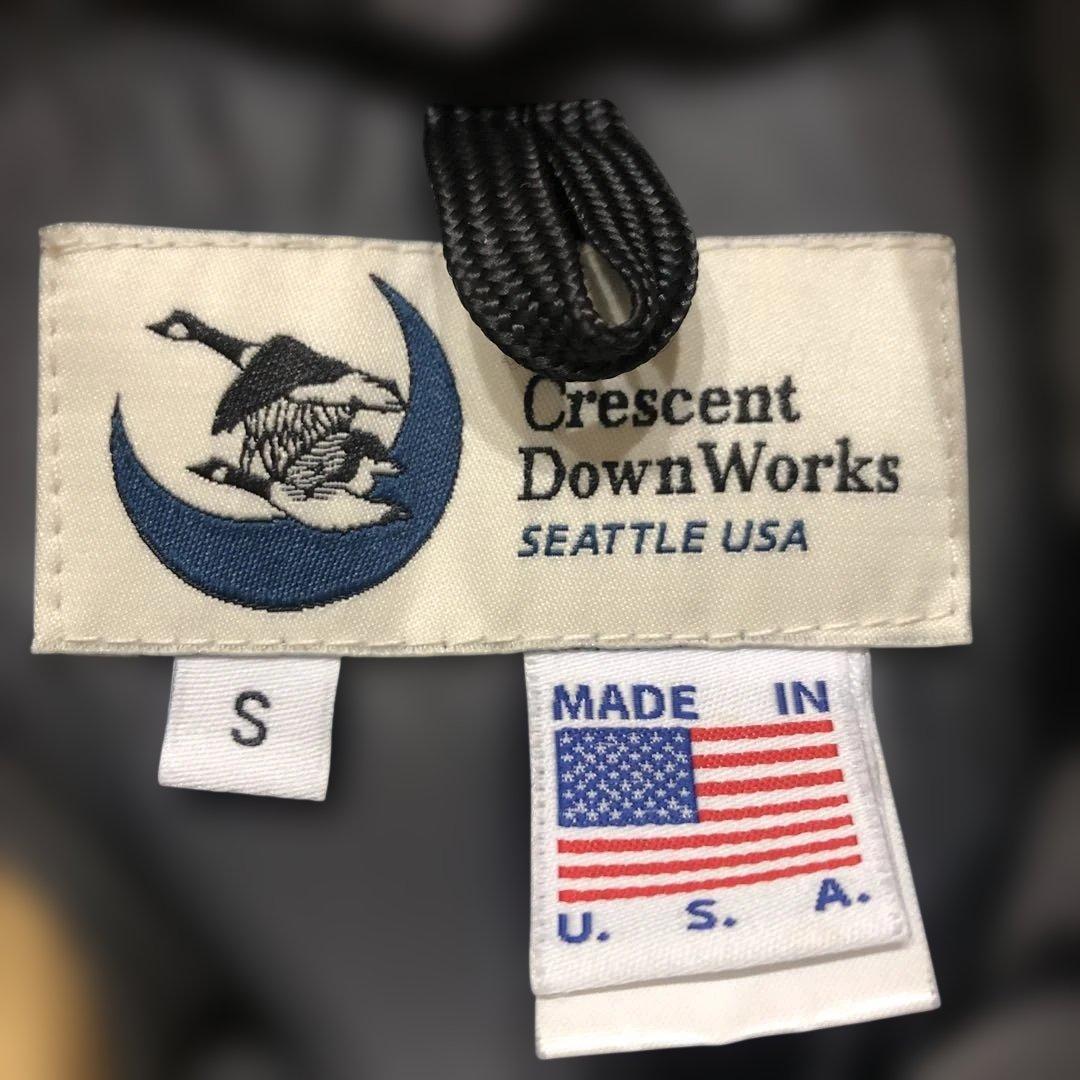 Crescent
DownWorks
SEATTLE USA
S
MADE IN
U. S. A.